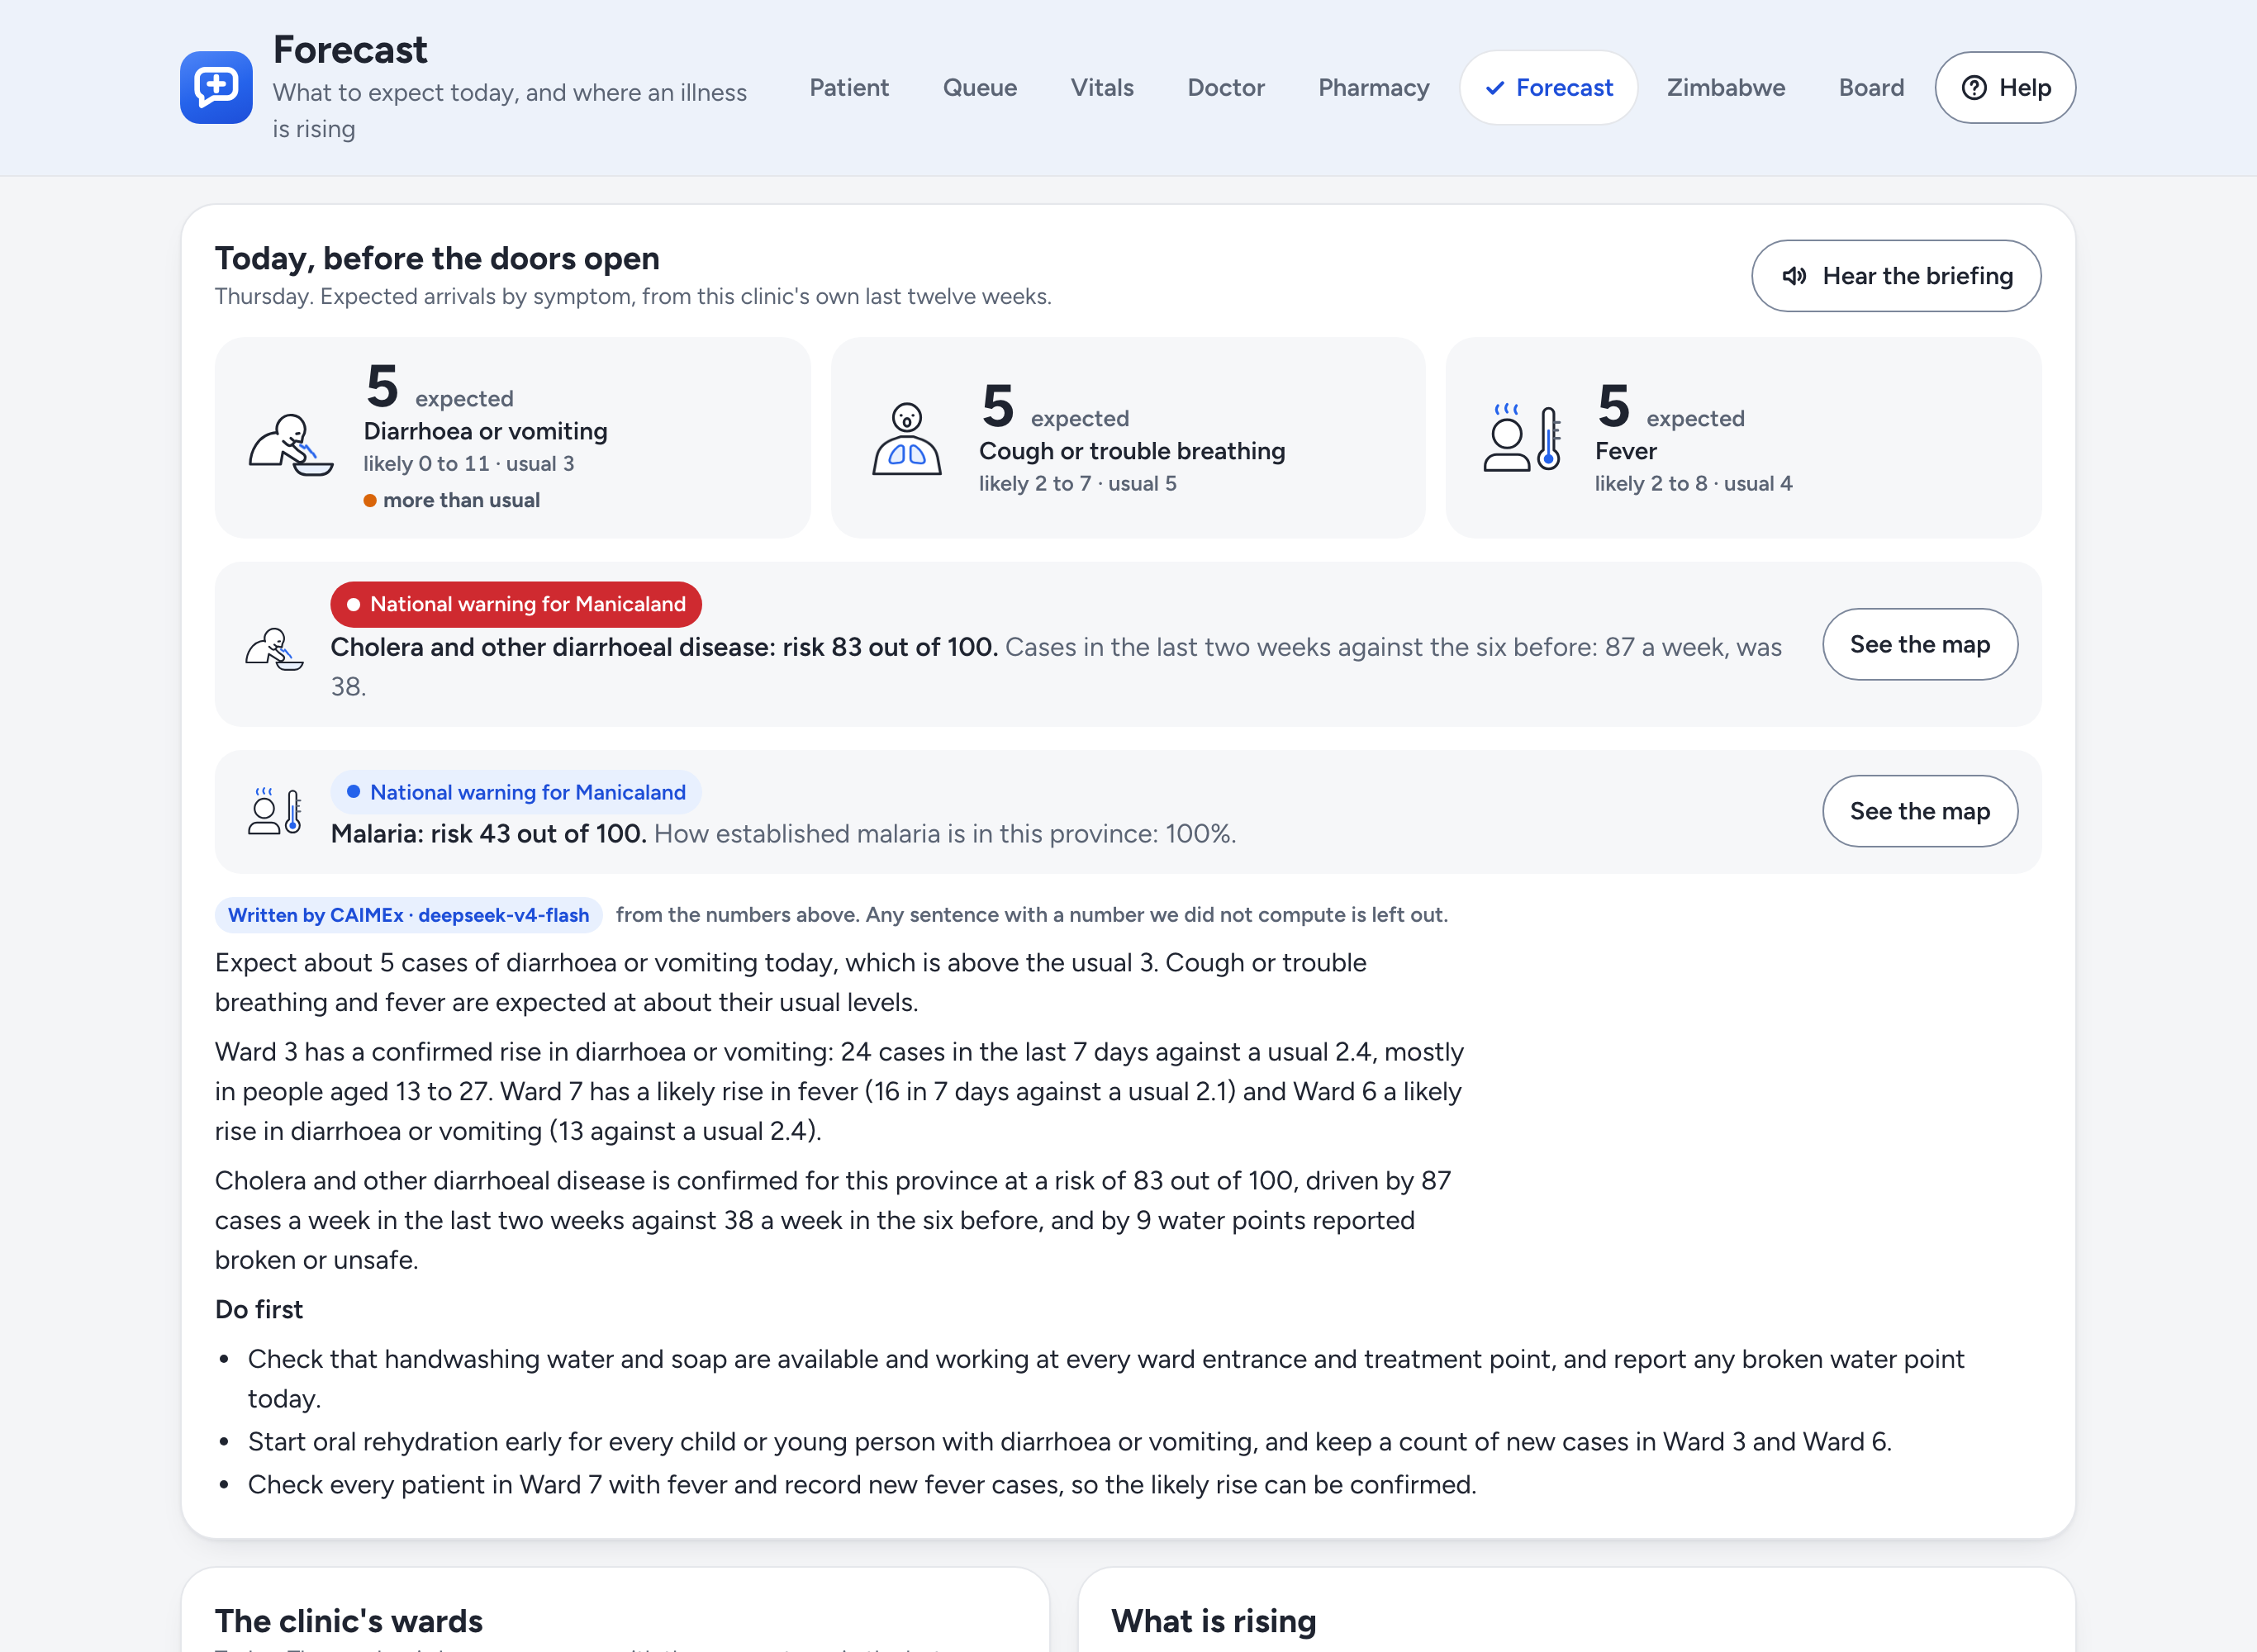 Forecast
What to expect today, and where an illness
is rising
Patient
Queue
Vitals
Doctor
Pharmacy
Forecast
Zimbabwe
Board
Help
Today, before the doors open
Thursday. Expected arrivals by symptom, from this clinic's own last twelve weeks.
Hear the briefing
5 expected
Diarrhoea or vomiting
likely 0 to 11 · usual 3
more than usual
5 expected
Cough or trouble breathing
likely 2 to 7 · usual 5
5 expected
Fever
likely 2 to 8 · usual 4
National warning for Manicaland
Cholera and other diarrhoeal disease: risk 83 out of 100. Cases in the last two weeks against the six before: 87 a week, was
38.
See the map
National warning for Manicaland
Malaria: risk 43 out of 100. How established malaria is in this province: 100%.
See the map
Written by CAIMEx · deepseek-v4-flash from the numbers above. Any sentence with a number we did not compute is left out.
Expect about 5 cases of diarrhoea or vomiting today, which is above the usual 3. Cough or trouble
breathing and fever are expected at about their usual levels.
Ward 3 has a confirmed rise in diarrhoea or vomiting: 24 cases in the last 7 days against a usual 2.4, mostly
in people aged 13 to 27. Ward 7 has a likely rise in fever (16 in 7 days against a usual 2.1) and Ward 6 a likely
rise in diarrhoea or vomiting (13 against a usual 2.4).
Cholera and other diarrhoeal disease is confirmed for this province at a risk of 83 out of 100, driven by 87
cases a week in the last two weeks against 38 a week in the six before, and by 9 water points reported
broken or unsafe.
Do first
• Check that handwashing water and soap are available and working at every ward entrance and treatment point, and report any broken water point
today.
• Start oral rehydration early for every child or young person with diarrhoea or vomiting, and keep a count of new cases in Ward 3 and Ward 6.
• Check every patient in Ward 7 with fever and record new fever cases, so the likely rise can be confirmed.
The clinic's wards
What is rising